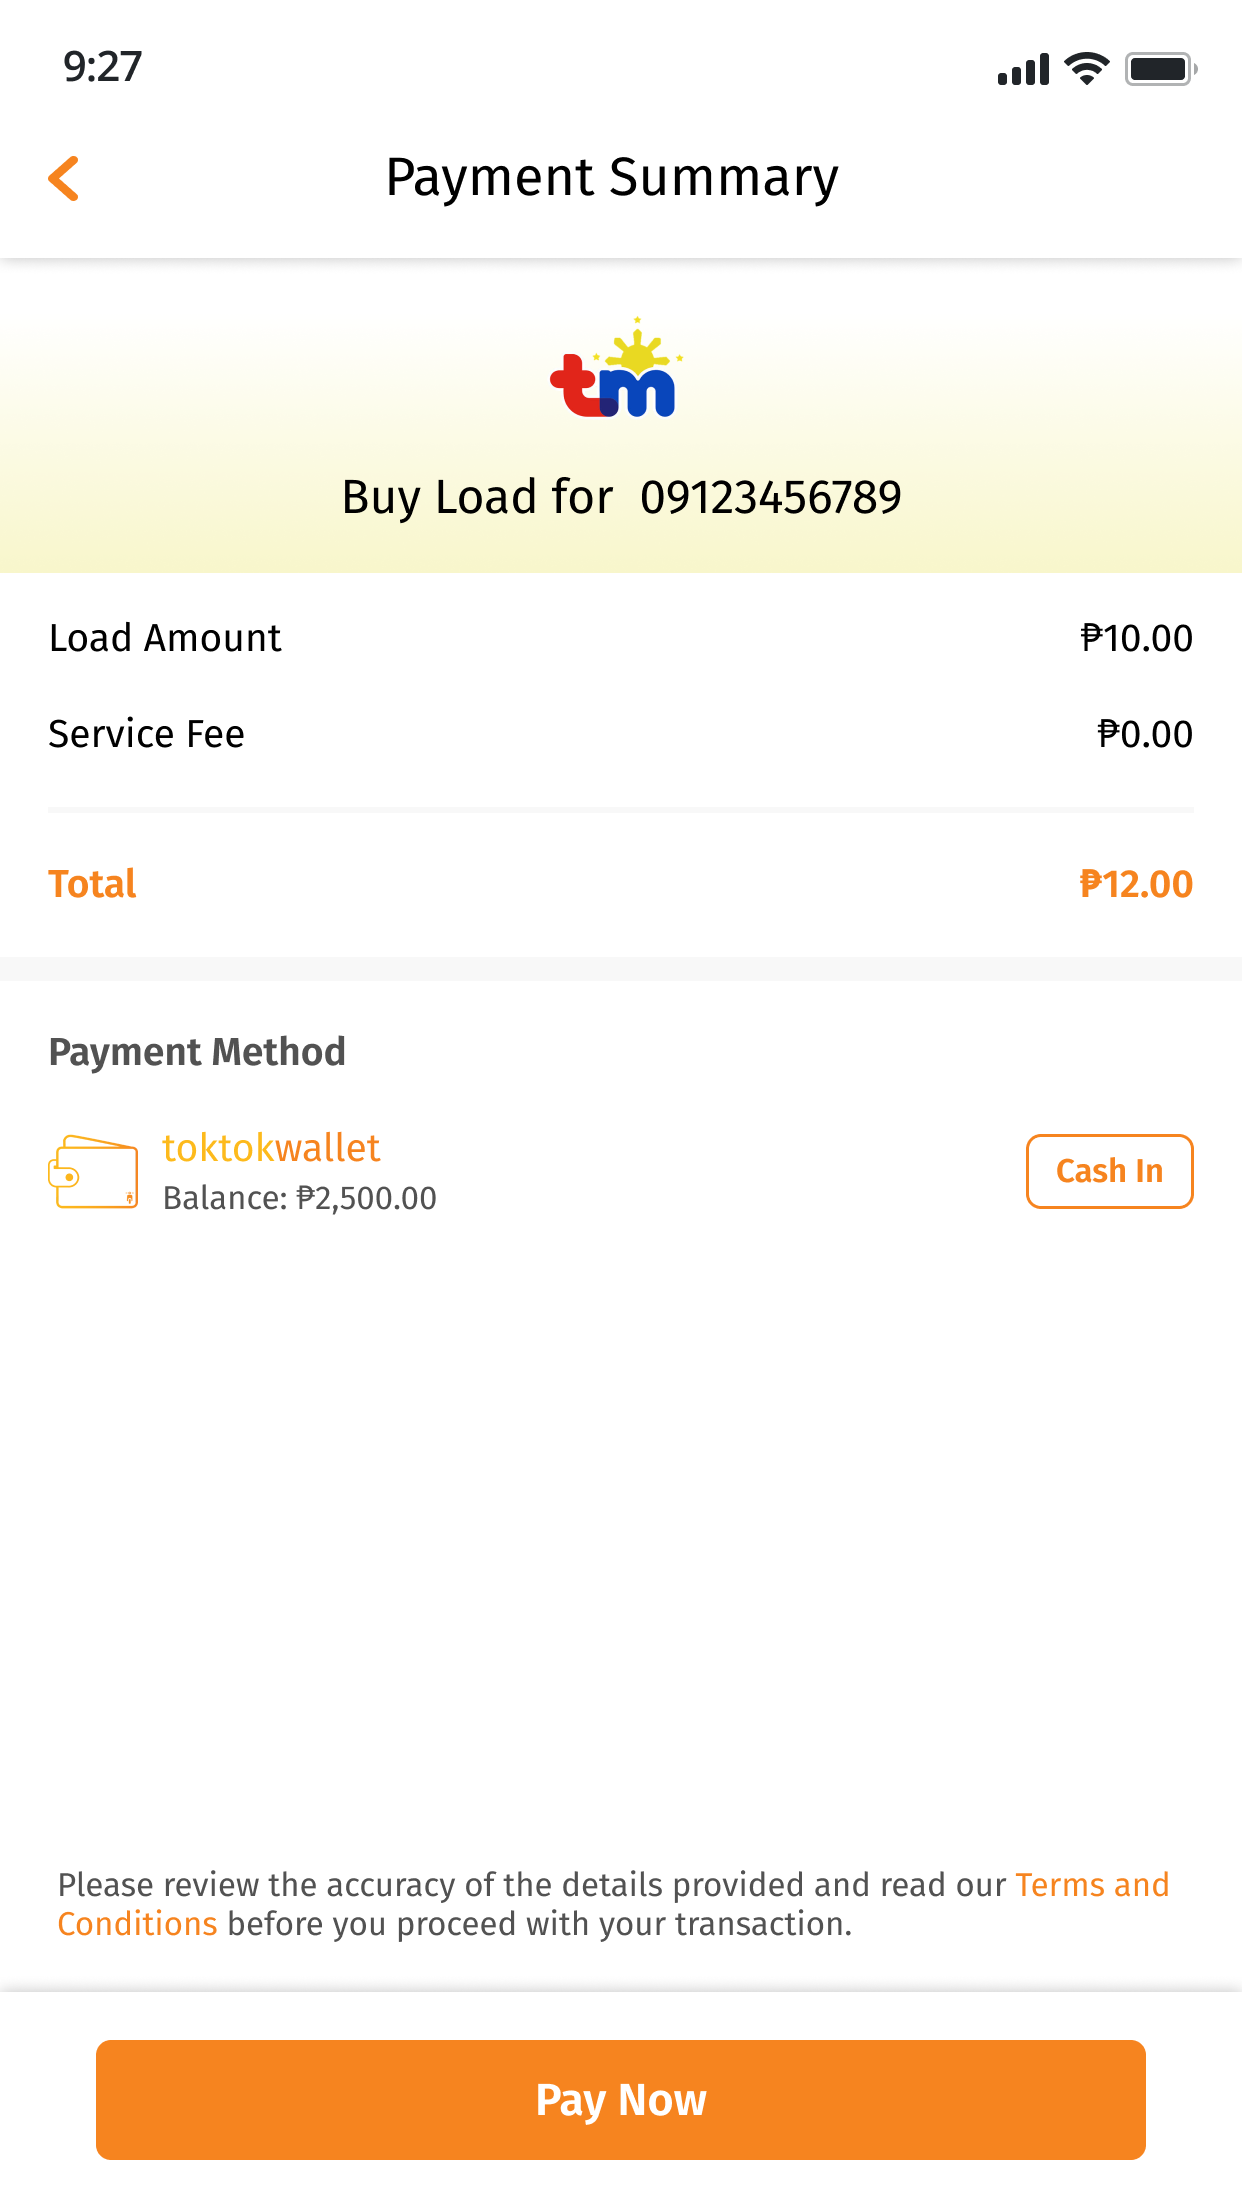 9:27
Payment Summary
tm
Buy Load for 09123456789
Load Amount ₱10.00
Service Fee ₱0.00
Total ₱12.00
Payment Method
toktokwallet
Balance: ₱2,500.00
Cash In
Please review the accuracy of the details provided and read our Terms and
Conditions before you proceed with your transaction.
Pay Now